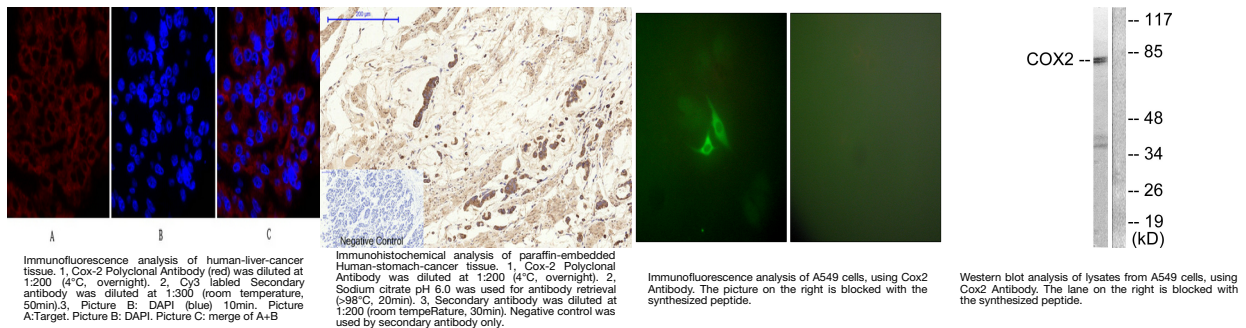 A
B
C
Immunofluorescence analysis of human-liver-cancer
tissue. 1, Cox-2 Polyclonal Antibody (red) was diluted at
1:200 (4°C, overnight). 2, Cy3 labled Secondary
antibody was diluted at 1:300 (room temperature,
50min).3, Picture B: DAPI (blue) 10min. Picture
A:Target. Picture B: DAPI. Picture C: merge of A+B
200 µm
Negative Control
Immunohistochemical analysis of paraffin-embedded
Human-stomach-cancer tissue. 1, Cox-2 Polyclonal
Antibody was diluted at 1:200 (4°C, overnight). 2,
Sodium citrate pH 6.0 was used for antibody retrieval
(>98°C, 20min). 3, Secondary antibody was diluted at
1:200 (room tempeRature, 30min). Negative control was
used by secondary antibody only.
Immunofluorescence analysis of A549 cells, using Cox2
Antibody. The picture on the right is blocked with the
synthesized peptide.
-- 117
-- 85
COX2 --
-- 48
-- 34
-- 26
-- 19
(kD)
Western blot analysis of lysates from A549 cells, using
Cox2 Antibody. The lane on the right is blocked with
the synthesized peptide.